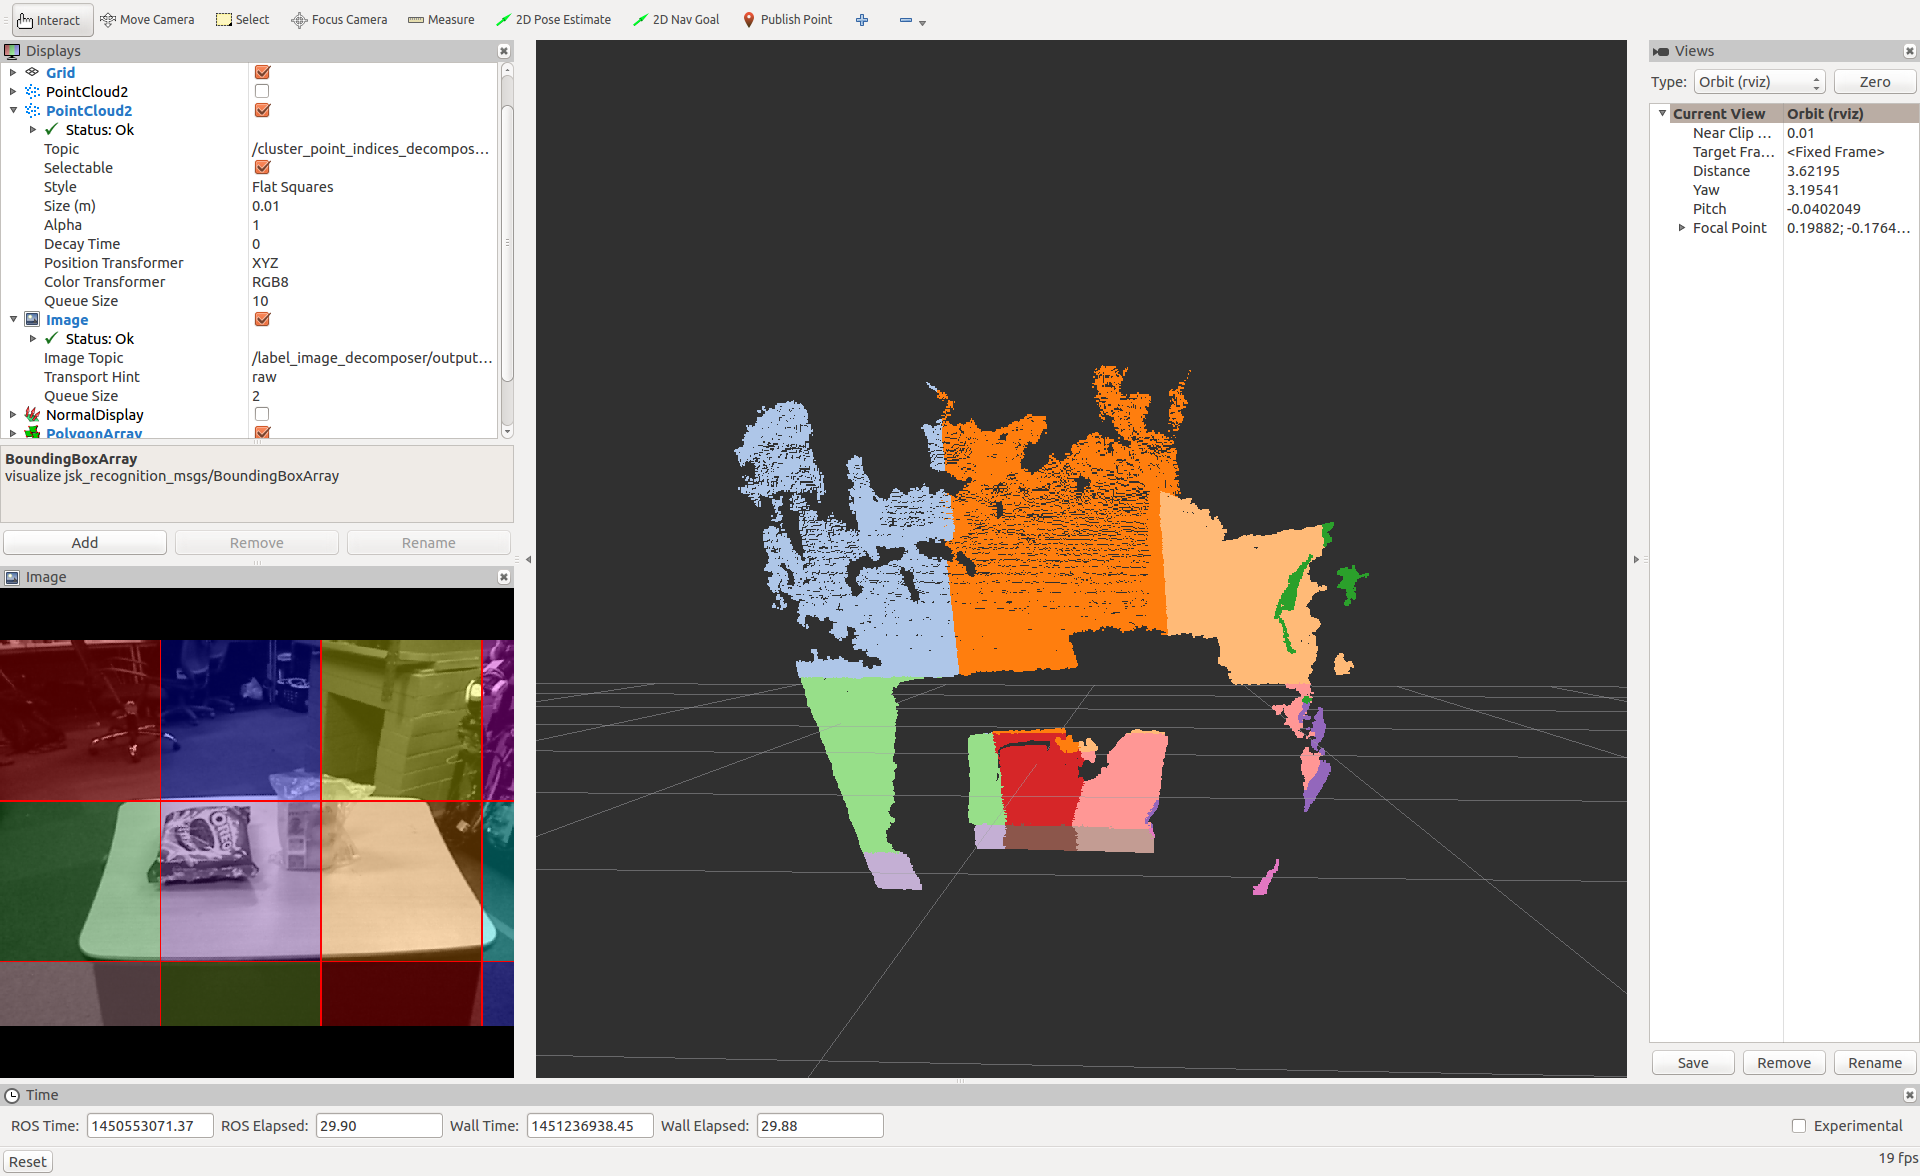 Interact Move Camera Select Focus Camera Measure 2D Pose Estimate 2D Nav Goal Publish Point
Displays
Grid
PointCloud2
PointCloud2
Status: Ok
Topic /cluster_point_indices_decompos...
Selectable
Style Flat Squares
Size (m) 0.01
Alpha 1
Decay Time 0
Position Transformer XYZ
Color Transformer RGB8
Queue Size 10
Image
Status: Ok
Image Topic /label_image_decomposer/output...
Transport Hint raw
Queue Size 2
NormalDisplay
PolygonArray
BoundingBoxArray
visualize jsk_recognition_msgs/BoundingBoxArray
Add Remove Rename
Image
Views
Type: Orbit (rviz) Zero
Current View Orbit (rviz)
Near Clip ... 0.01
Target Fra... <Fixed Frame>
Distance 3.62195
Yaw 3.19541
Pitch -0.0402049
Focal Point 0.19882; -0.1764...
Save Remove Rename
Time
ROS Time: 1450553071.37 ROS Elapsed: 29.90 Wall Time: 1451236938.45 Wall Elapsed: 29.88 Experimental
Reset 19 fps